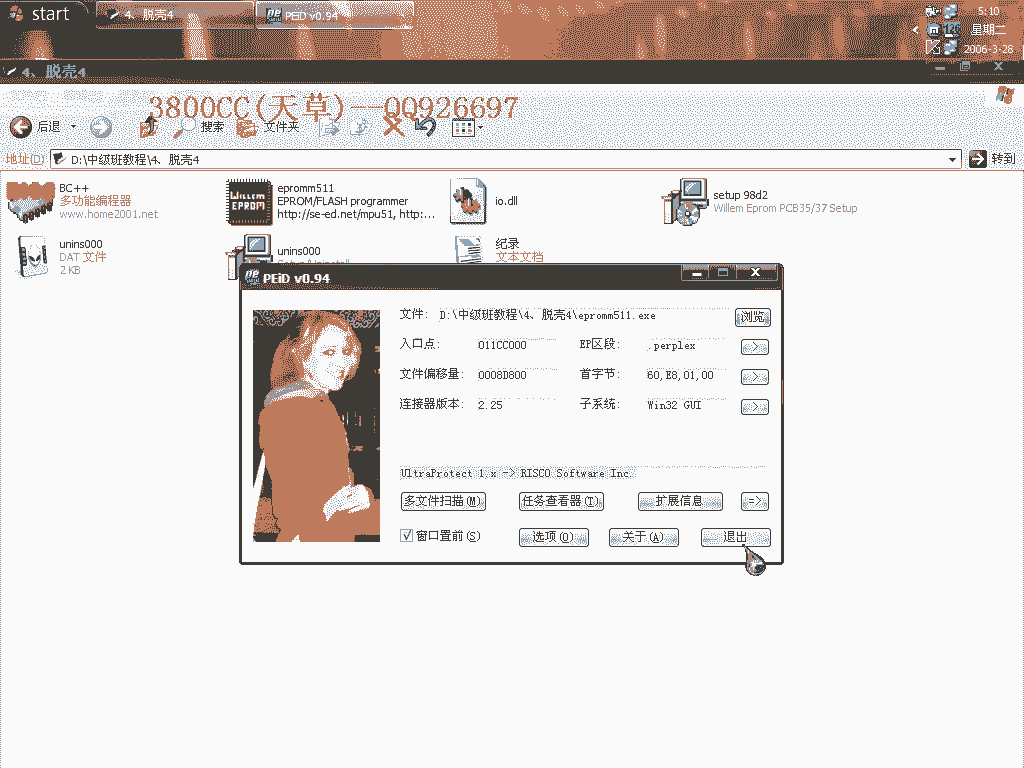 start
4、脱壳4
PEiD v0.94
5:10
星期二
2006-3-28
4、脱壳4
3800CC(天草)--QQ926697
后退
搜索
文件夹
地址(D)
D:\中级班教程\4、脱壳4
转到
BC++
多功能编程器
www.home2001.net
Willem
EPROM
epromm511
EPROM/FLASH programmer
http://se-ed.net/mpu51, http:...
io.dll
setup 98d2
Willem Eprom PCB35/37 Setup
unins000
DAT 文件
2 KB
unins000
Setup/Uninstall
纪录
文本文档
PEiD v0.94
文件: D:\中级班教程\4、脱壳4\epromm511.exe
浏览
入口点: 011CC000 EP区段: .perplex >
文件偏移量: 0008D800 首字节: 60,E8,01,00 >
连接器版本: 2.25 子系统: Win32 GUI >
UltraProtect 1.x -> RISCO Software Inc.
多文件扫描(M) 任务查看器(T) 扩展信息 =>
窗口置前(S) 选项(O) 关于(A) 退出